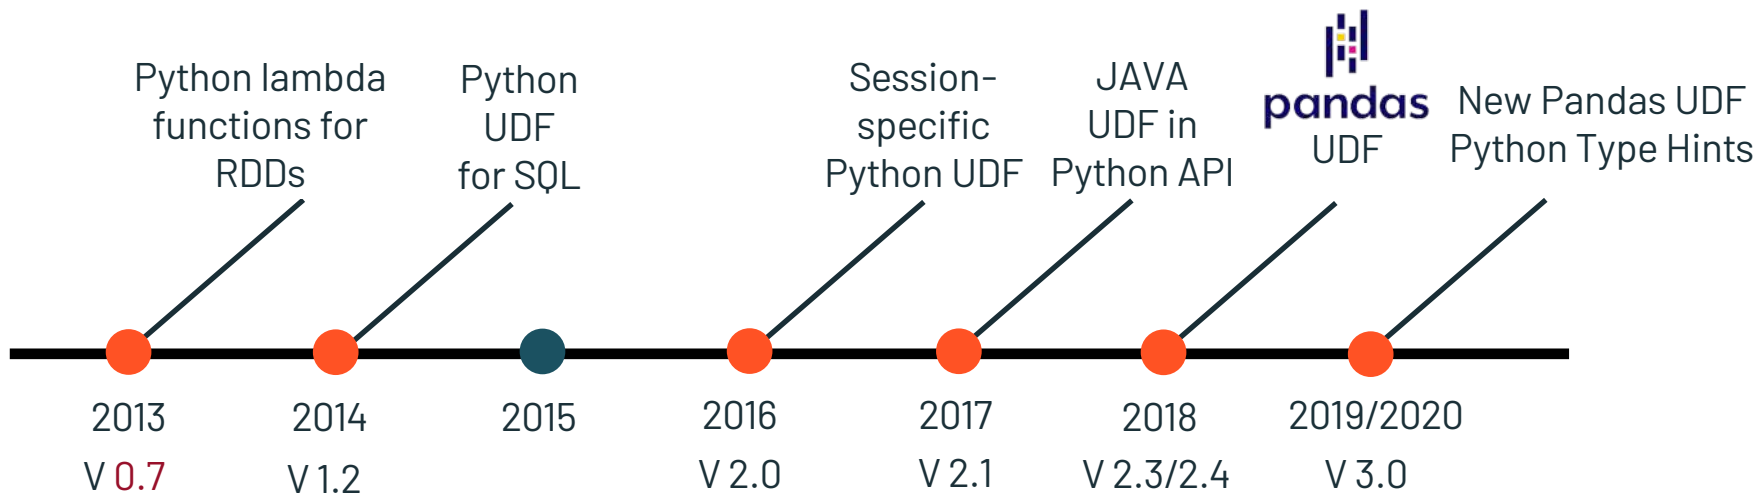 Python lambda
functions for
RDDs
Python
UDF
for SQL
Session-
specific
Python UDF
JAVA
UDF in
Python API
pandas
UDF
New Pandas UDF
Python Type Hints
2013
2014
2015
2016
2017
2018
2019/2020
V 0.7
V 1.2
V 2.0
V 2.1
V 2.3/2.4
V 3.0